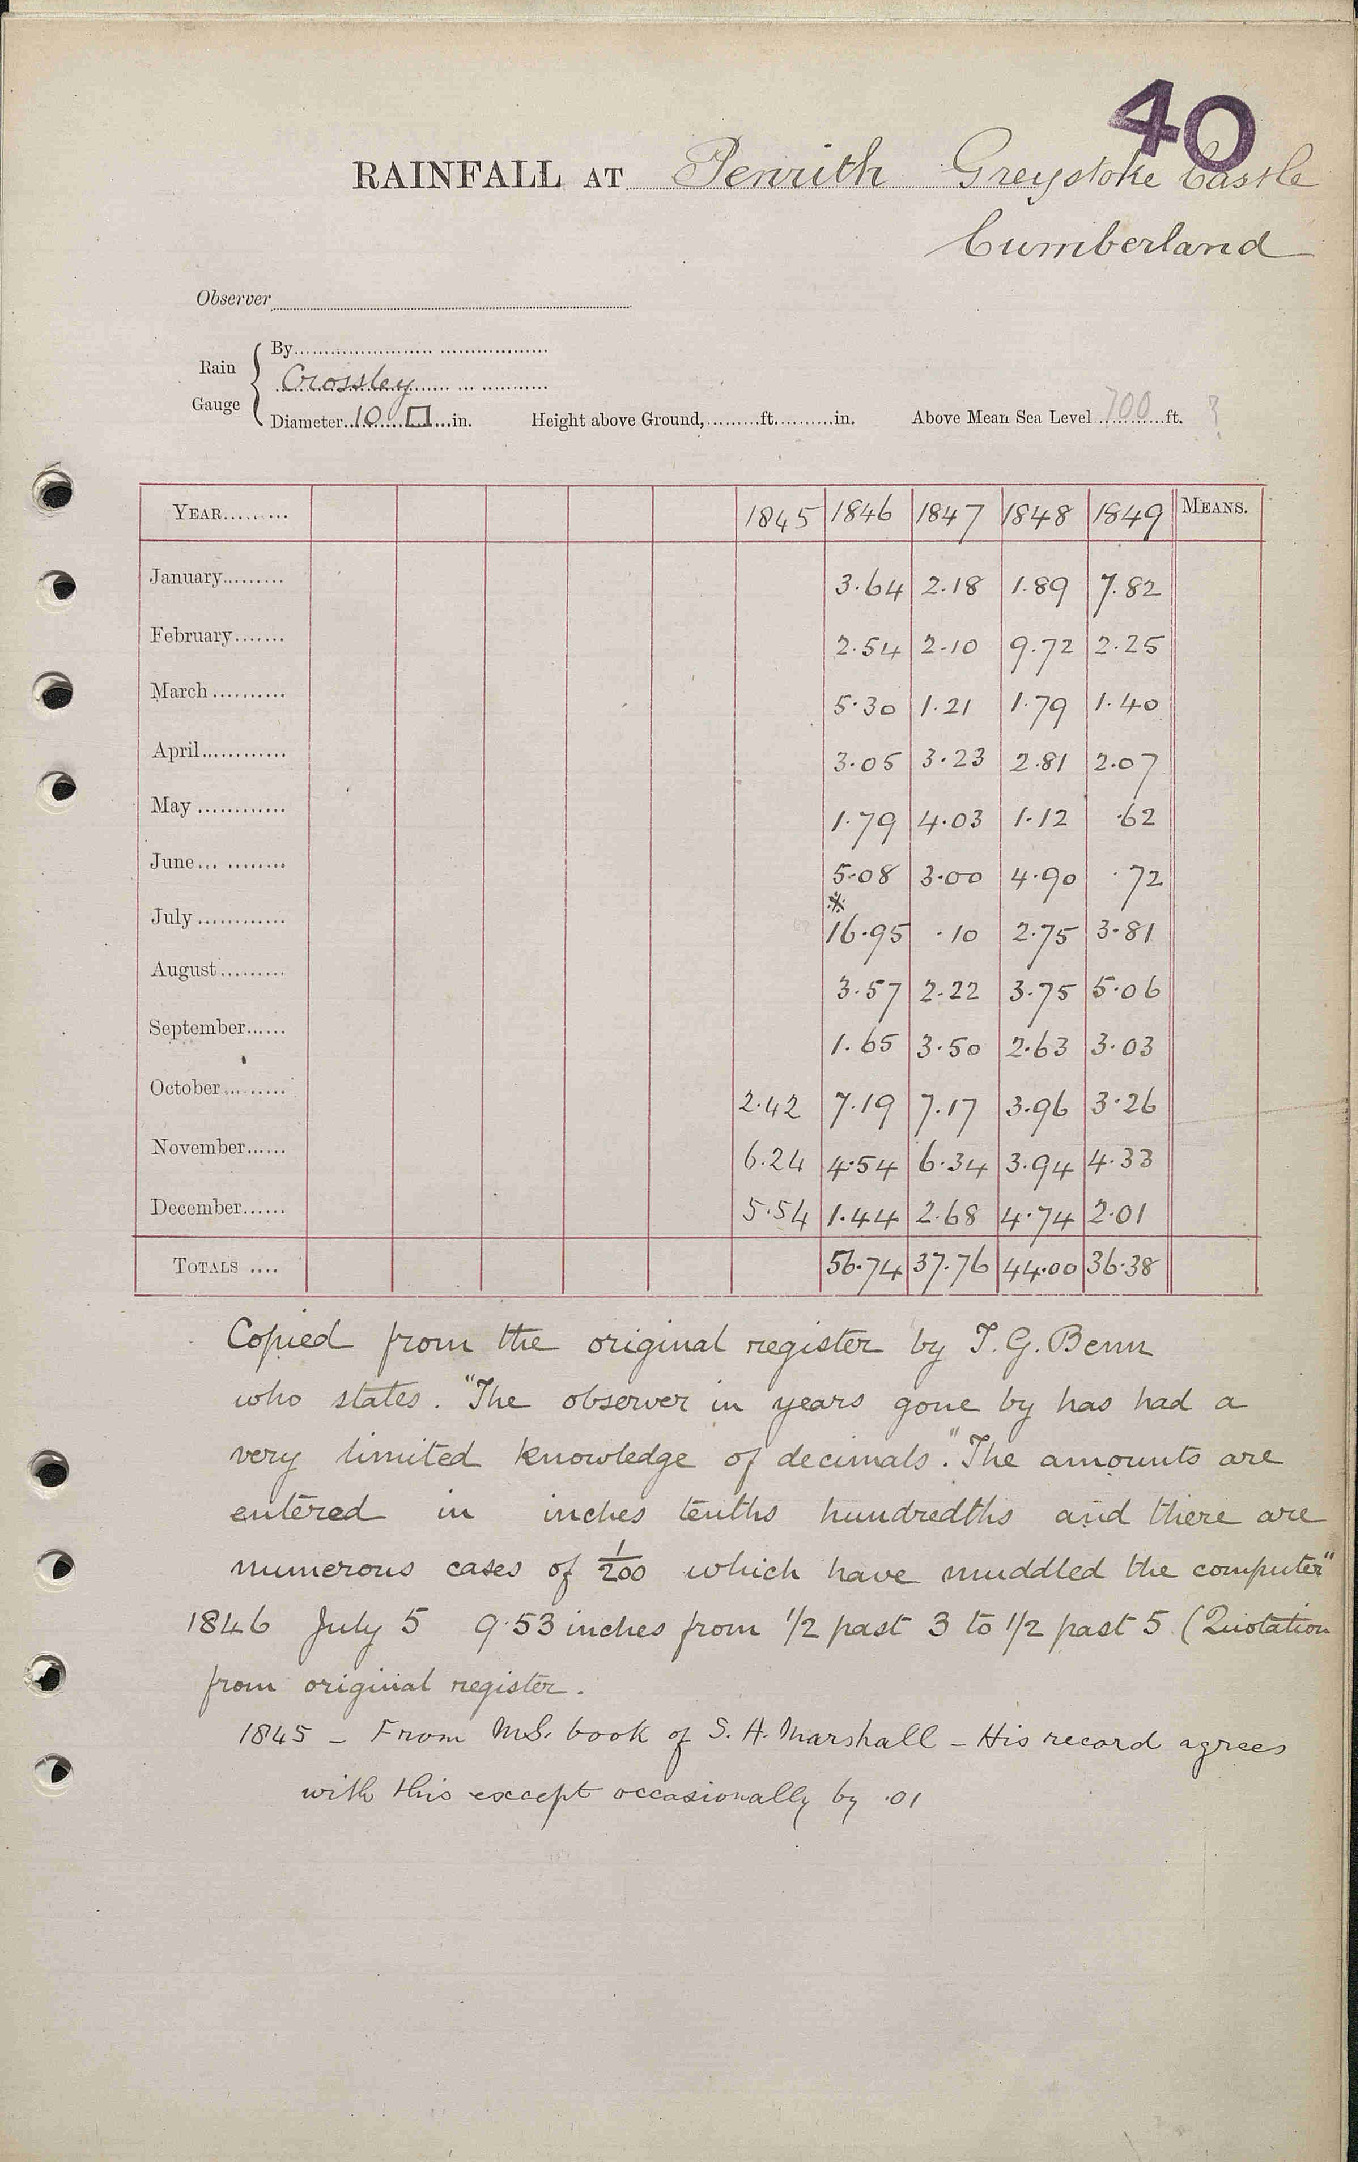 40
RAINFALL AT Penrith Greystoke Castle
Cumberland
Observer
Rain Gauge
By
Crossley
Diameter 10 □ in. Height above Ground, ft. in. Above Mean Sea Level 700 ft. ?
YEAR 1845 1846 1847 1848 1849 MEANS.
January 3.64 2.18 1.89 7.82
February 2.54 2.10 9.72 2.25
March 5.30 1.21 1.79 1.40
April 3.05 3.23 2.81 2.07
May 1.79 4.03 1.12 .62
June 5.08 3.00 4.90 .72
July *16.95 .10 2.75 3.81
August 3.57 2.22 3.75 5.06
September 1.65 3.50 2.63 3.03
October 2.42 7.19 7.17 3.96 3.26
November 6.24 4.54 6.34 3.94 4.33
December 5.54 1.44 2.68 4.74 2.01
TOTALS 56.74 37.76 44.00 36.38
Copied from the original register by T. G. Benn
who states. "The observer in years gone by has had a
very limited knowledge of decimals." The amounts are
entered in inches tenths hundredths and there are
numerous cases of 1/200 which have muddled the computer"
1846 July 5 9.53 inches from 1/2 past 3 to 1/2 past 5 (Quotation
from original register.
1845 - From M.S. book of S. A. Marshall - His record agrees
with this except occasionally by .01